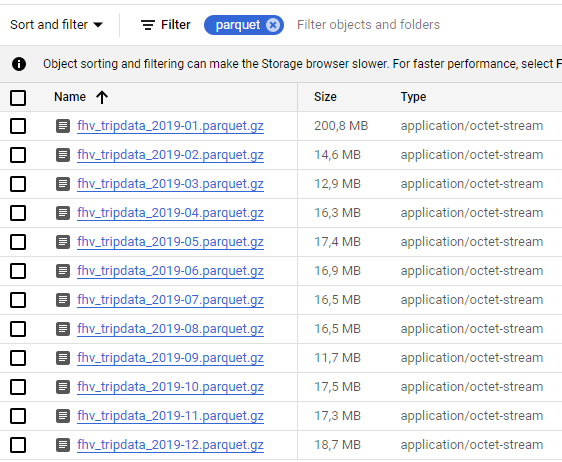 Sort and filter Filter parquet Filter objects and folders
Object sorting and filtering can make the Storage browser slower. For faster performance, select F
Name Size Type
fhv_tripdata_2019-01.parquet.gz 200,8 MB application/octet-stream
fhv_tripdata_2019-02.parquet.gz 14,6 MB application/octet-stream
fhv_tripdata_2019-03.parquet.gz 12,9 MB application/octet-stream
fhv_tripdata_2019-04.parquet.gz 16,3 MB application/octet-stream
fhv_tripdata_2019-05.parquet.gz 17,4 MB application/octet-stream
fhv_tripdata_2019-06.parquet.gz 16,9 MB application/octet-stream
fhv_tripdata_2019-07.parquet.gz 16,5 MB application/octet-stream
fhv_tripdata_2019-08.parquet.gz 16,5 MB application/octet-stream
fhv_tripdata_2019-09.parquet.gz 11,7 MB application/octet-stream
fhv_tripdata_2019-10.parquet.gz 17,5 MB application/octet-stream
fhv_tripdata_2019-11.parquet.gz 17,3 MB application/octet-stream
fhv_tripdata_2019-12.parquet.gz 18,7 MB application/octet-stream